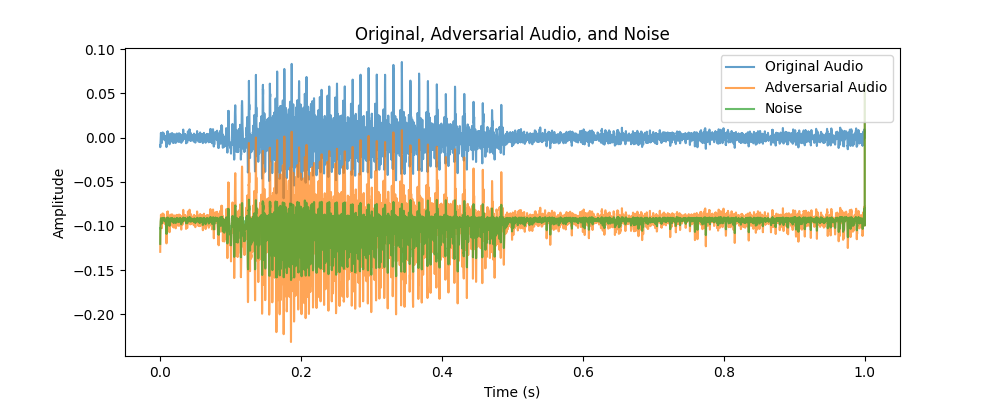 Original, Adversarial Audio, and Noise
Original Audio
Adversarial Audio
Noise
0.10
0.05
0.00
−0.05
−0.10
−0.15
−0.20
Amplitude
0.0 0.2 0.4 0.6 0.8 1.0
Time (s)